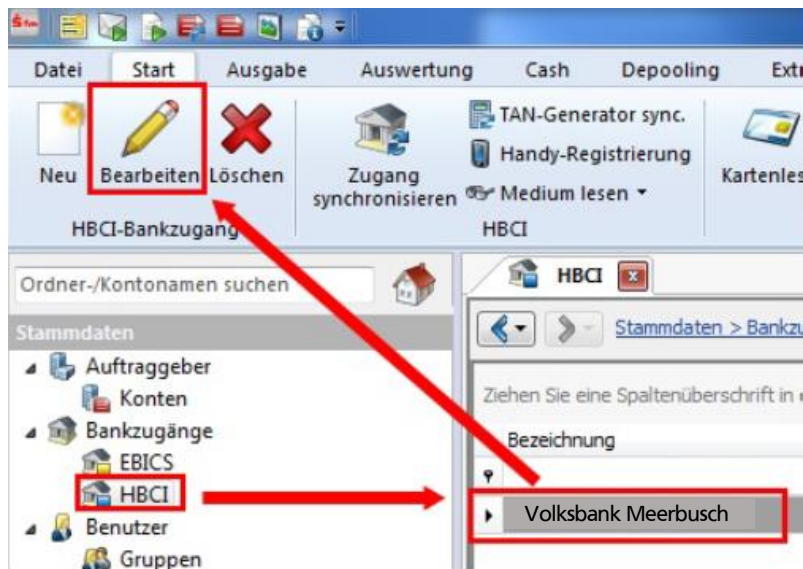 Datei Start Ausgabe Auswertung Cash Depooling Extr
TAN-Generator sync.
Handy-Registrierung
Neu Bearbeiten Löschen Zugang synchronisieren Medium lesen Kartenles
HBCI-Bankzugang HBCI
Ordner-/Kontonamen suchen
HBCI
Stammdaten
Stammdaten > Bankzu
Auftraggeber
Konten
Ziehen Sie eine Spaltenüberschrift in
Bankzugänge
Bezeichnung
EBICS
HBCI
Volksbank Meerbusch
Benutzer
Gruppen